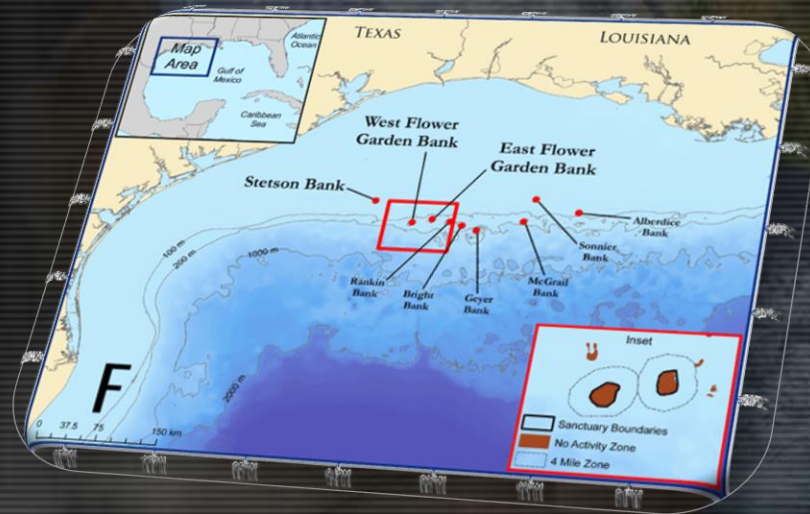 Map
Area
Gulf of
Mexico
Atlantic
Ocean
Caribbean
Sea
TEXAS
LOUISIANA
West Flower
Garden Bank
East Flower
Garden Bank
Stetson Bank
Alberdice
Bank
Sonnier
Bank
Rankin
Bank
Bright
Bank
Geyer
Bank
McGrail
Bank
100 m
200 m
1000 m
2000 m
F
0 37.5 75 150 km
Inset
Sanctuary Boundaries
No Activity Zone
4 Mile Zone